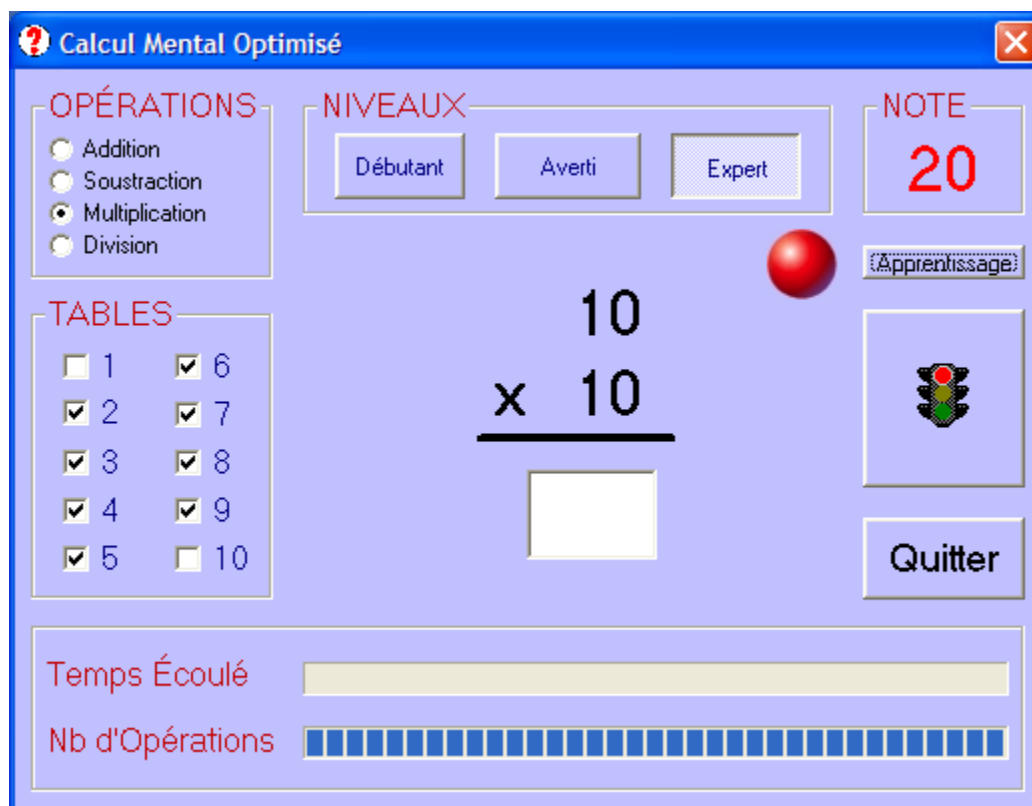 Calcul Mental Optimisé
OPÉRATIONS
Addition
Soustraction
Multiplication
Division
NIVEAUX
Débutant Averti Expert
NOTE
20
Apprentissage
TABLES
1 6
2 7
3 8
4 9
5 10
10
x 10
Quitter
Temps Écoulé
Nb d'Opérations